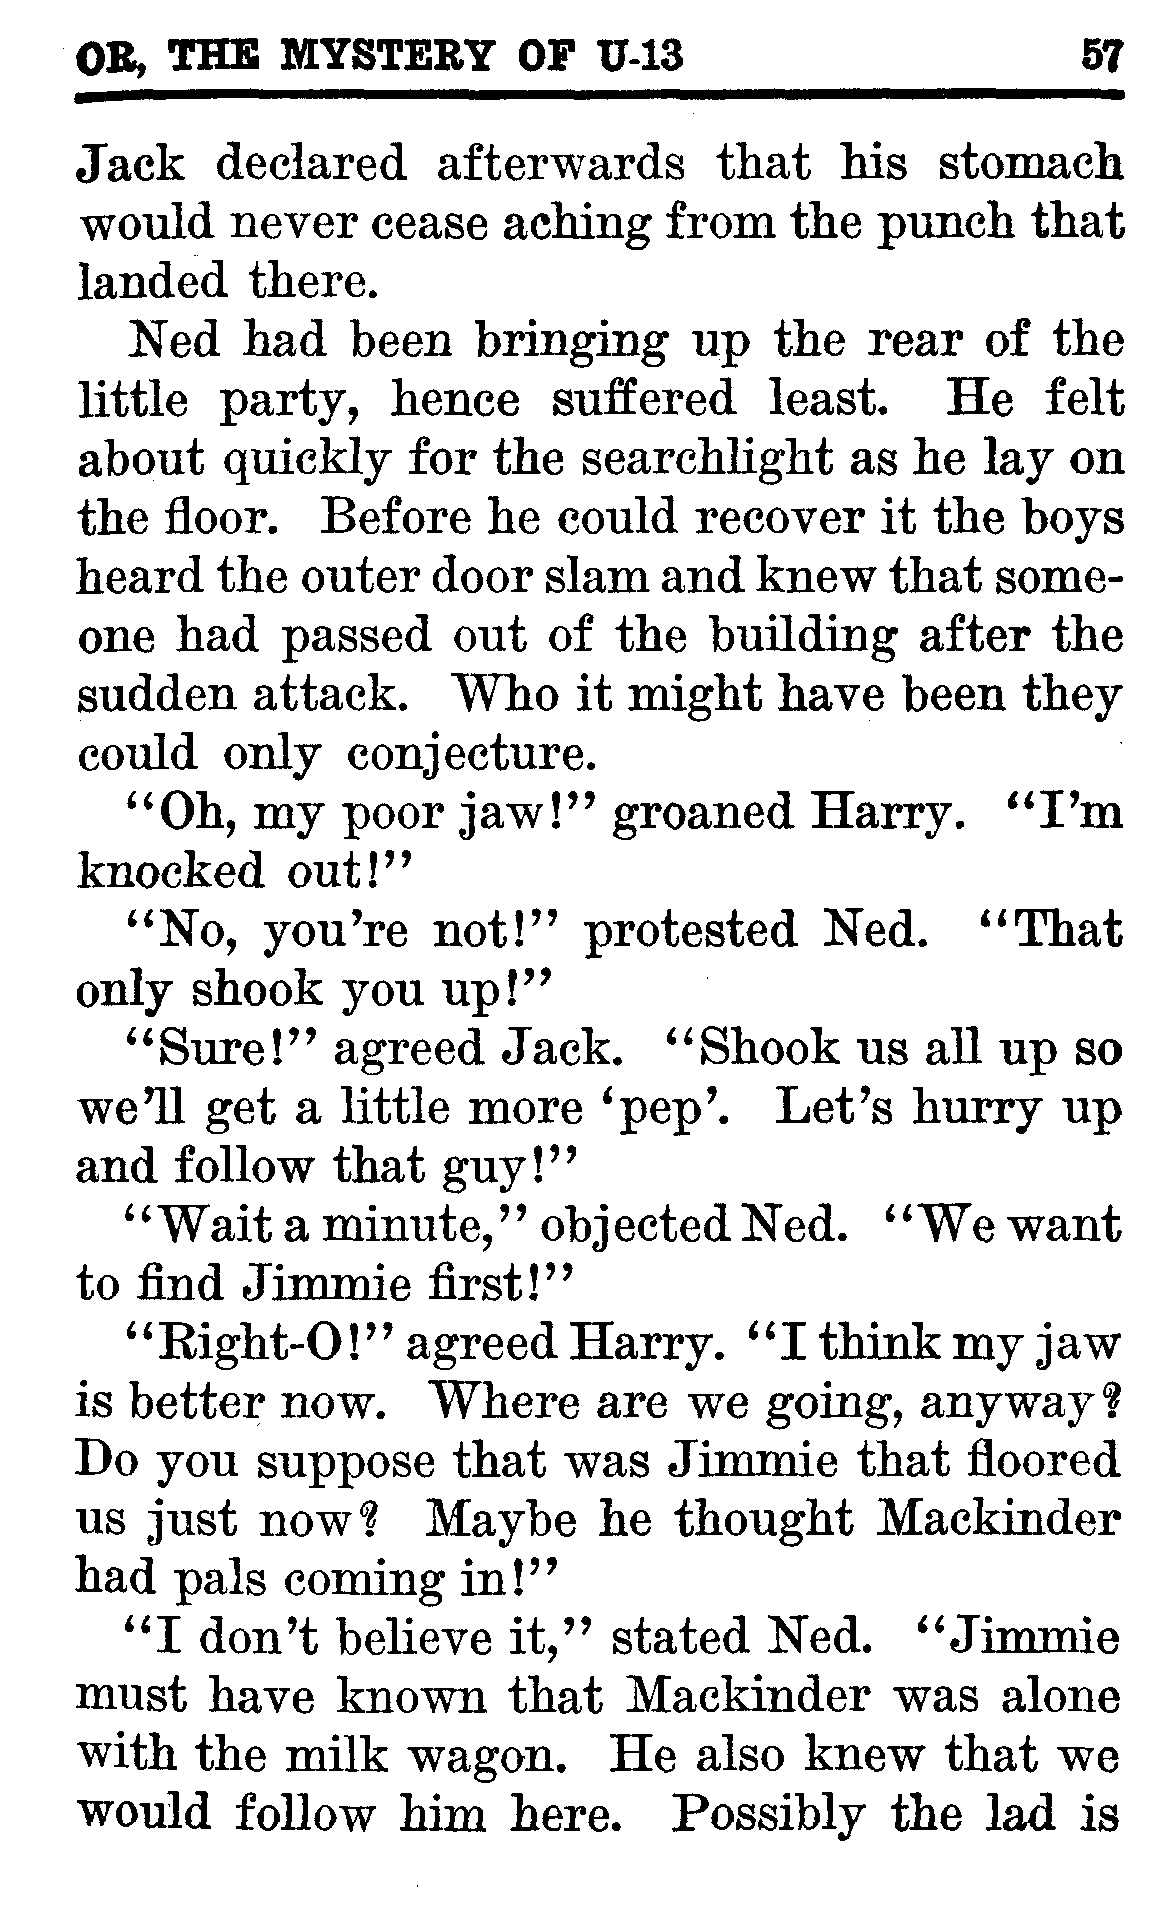 OR, THE MYSTERY OF U-13 57
Jack declared afterwards that his stomach
would never cease aching from the punch that
landed there.
Ned had been bringing up the rear of the
little party, hence suffered least. He felt
about quickly for the searchlight as he lay on
the floor. Before he could recover it the boys
heard the outer door slam and knew that some-
one had passed out of the building after the
sudden attack. Who it might have been they
could only conjecture.
“Oh, my poor jaw!” groaned Harry. “I’m
knocked out!”
“No, you’re not!” protested Ned. “That
only shook you up!”
“Sure!” agreed Jack. “Shook us all up so
we’ll get a little more ‘pep’. Let’s hurry up
and follow that guy!”
“Wait a minute,” objected Ned. “We want
to find Jimmie first!”
“Right-O!” agreed Harry. “I think my jaw
is better now. Where are we going, anyway?
Do you suppose that was Jimmie that floored
us just now? Maybe he thought Mackinder
had pals coming in!”
“I don’t believe it,” stated Ned. “Jimmie
must have known that Mackinder was alone
with the milk wagon. He also knew that we
would follow him here. Possibly the lad is